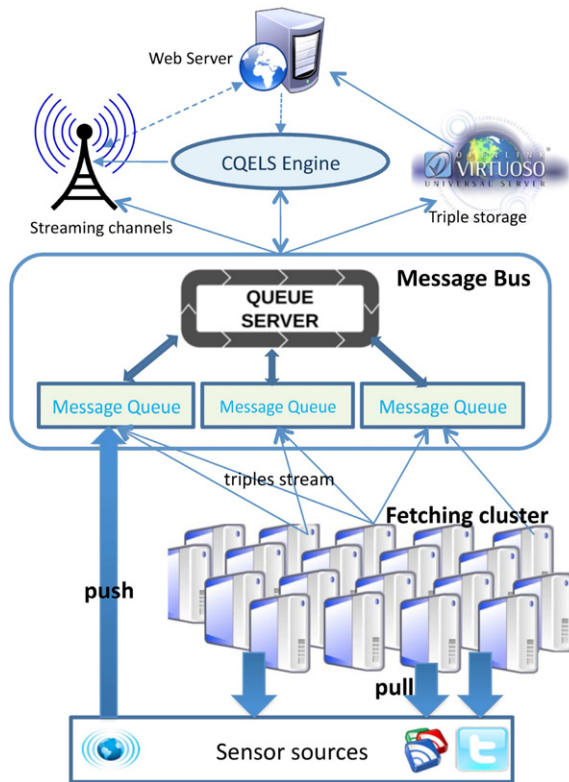 Web Server
CQELS Engine
OPENLINK
VIRTUOSO
UNIVERSAL SERVER
Streaming channels
Triple storage
Message Bus
QUEUE
SERVER
Message Queue
Message Queue
Message Queue
triples stream
Fetching cluster
push
pull
Sensor sources